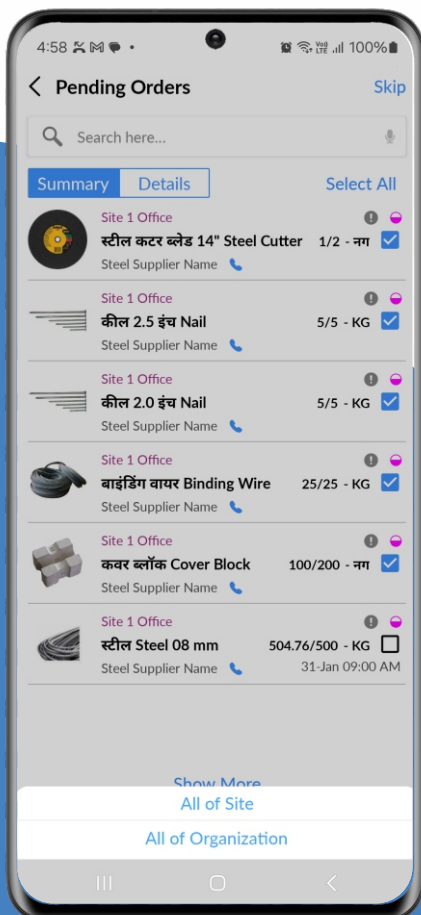 4:58
100%
Pending Orders
Skip
Search here...
Summary
Details
Select All
Site 1 Office
स्टील कटर ब्लेड 14" Steel Cutter 1/2 - नग
Steel Supplier Name
Site 1 Office
कील 2.5 इंच Nail 5/5 - KG
Steel Supplier Name
Site 1 Office
कील 2.0 इंच Nail 5/5 - KG
Steel Supplier Name
Site 1 Office
बाइंडिंग वायर Binding Wire 25/25 - KG
Steel Supplier Name
Site 1 Office
कवर ब्लॉक Cover Block 100/200 - नग
Steel Supplier Name
Site 1 Office
स्टील Steel 08 mm 504.76/500 - KG
Steel Supplier Name 31-Jan 09:00 AM
Show More
All of Site
All of Organization